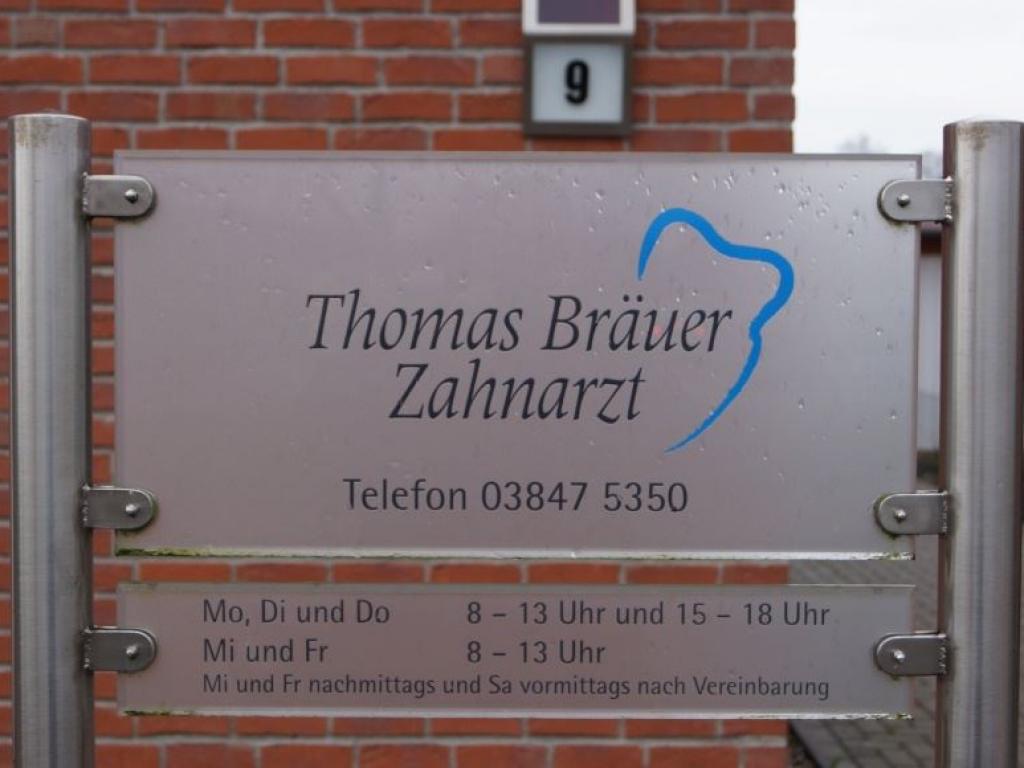 9
Thomas Bräuer
Zahnarzt
Telefon 03847 5350
Mo, Di und Do 8 – 13 Uhr und 15 – 18 Uhr
Mi und Fr 8 – 13 Uhr
Mi und Fr nachmittags und Sa vormittags nach Vereinbarung